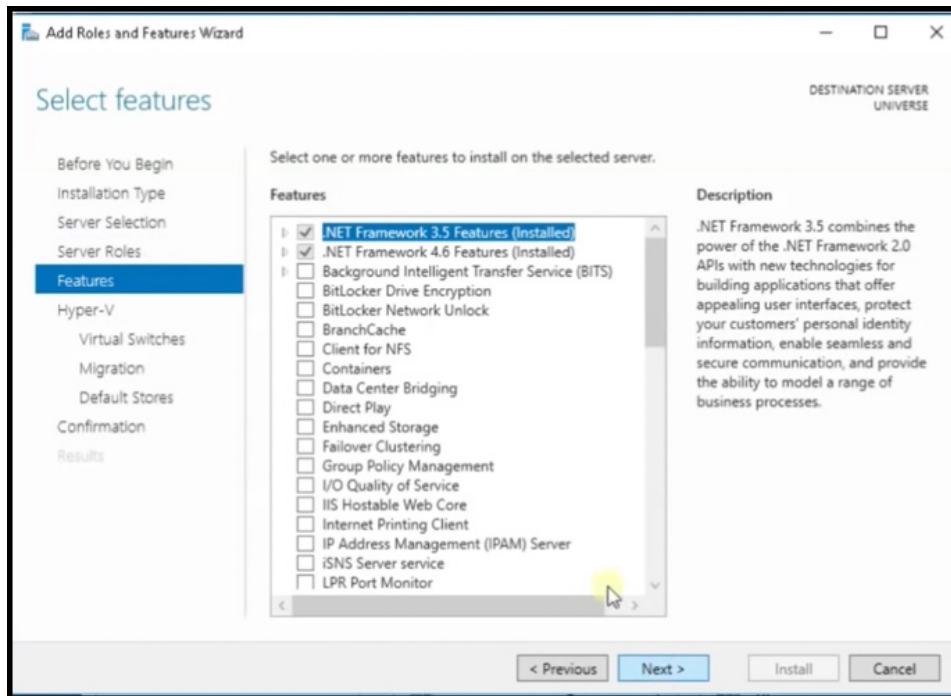 Add Roles and Features Wizard
Select features
DESTINATION SERVER
UNIVERSE
Before You Begin
Installation Type
Server Selection
Server Roles
Features
Hyper-V
Virtual Switches
Migration
Default Stores
Confirmation
Results
Select one or more features to install on the selected server.
Features
.NET Framework 3.5 Features (Installed)
.NET Framework 4.6 Features (Installed)
Background Intelligent Transfer Service (BITS)
BitLocker Drive Encryption
BitLocker Network Unlock
BranchCache
Client for NFS
Containers
Data Center Bridging
Direct Play
Enhanced Storage
Failover Clustering
Group Policy Management
I/O Quality of Service
IIS Hostable Web Core
Internet Printing Client
IP Address Management (IPAM) Server
iSNS Server service
LPR Port Monitor
Description
.NET Framework 3.5 combines the
power of the .NET Framework 2.0
APIs with new technologies for
building applications that offer
appealing user interfaces, protect
your customers' personal identity
information, enable seamless and
secure communication, and provide
the ability to model a range of
business processes.
< Previous
Next >
Install
Cancel